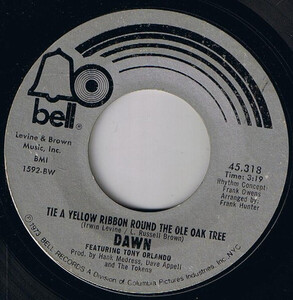 bell
Levine & Brown
Music, Inc.
BMI
1592-BW
45.318
Time: 3:19
Rhythm Concept:
Frank Owens
Arranged by
Frank Hunter
TIE A YELLOW RIBBON ROUND THE OLE OAK TREE
(Irwin Levine / L. Russell Brown)
DAWN
FEATURING TONY ORLANDO
Prod. by Hank Medress, Dave Appell
and The Tokens
©1973 BELL RECORDS A Division of Columbia Pictures Industries, Inc. NYC